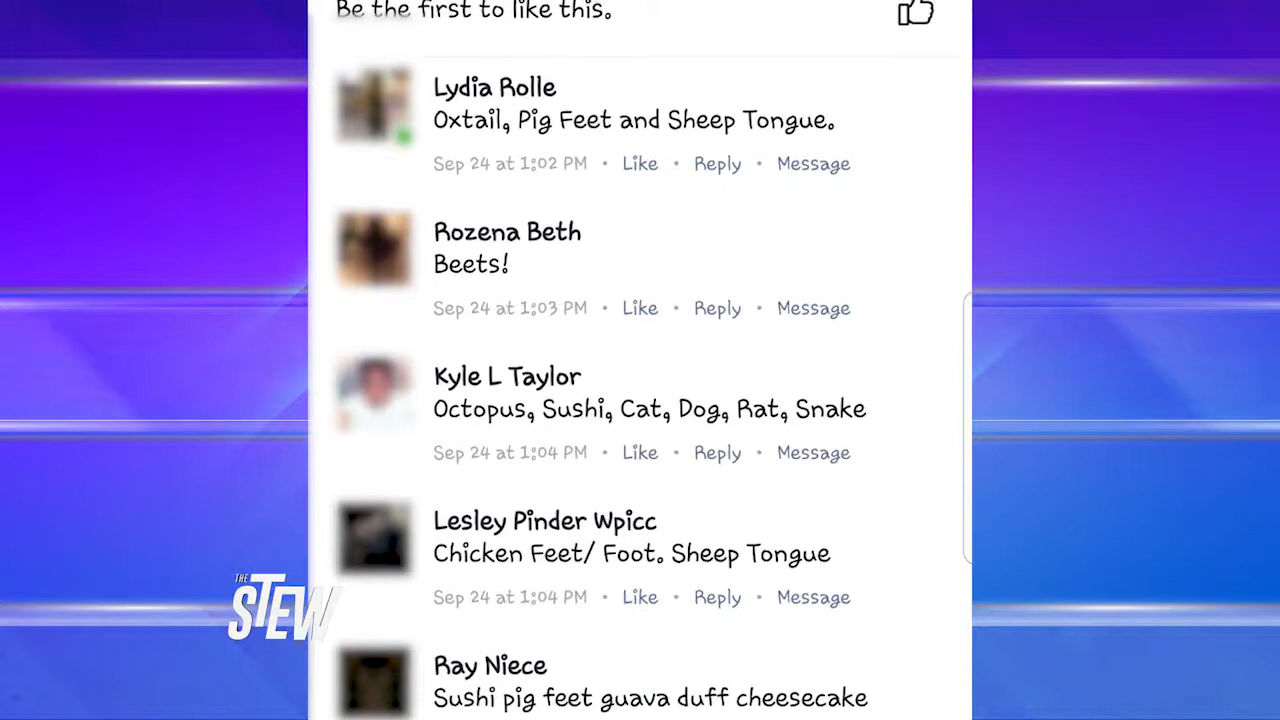 Be the first to like this.
Lydia Rolle
Oxtail, Pig Feet and Sheep Tongue.
Sep 24 at 1:02 PM • Like • Reply • Message
Rozena Beth
Beets!
Sep 24 at 1:03 PM • Like • Reply • Message
Kyle L Taylor
Octopus, Sushi, Cat, Dog, Rat, Snake
Sep 24 at 1:04 PM • Like • Reply • Message
Lesley Pinder Wpicc
Chicken Feet/ Foot. Sheep Tongue
Sep 24 at 1:04 PM • Like • Reply • Message
THE
STEW
Ray Niece
Sushi pig feet guava duff cheesecake